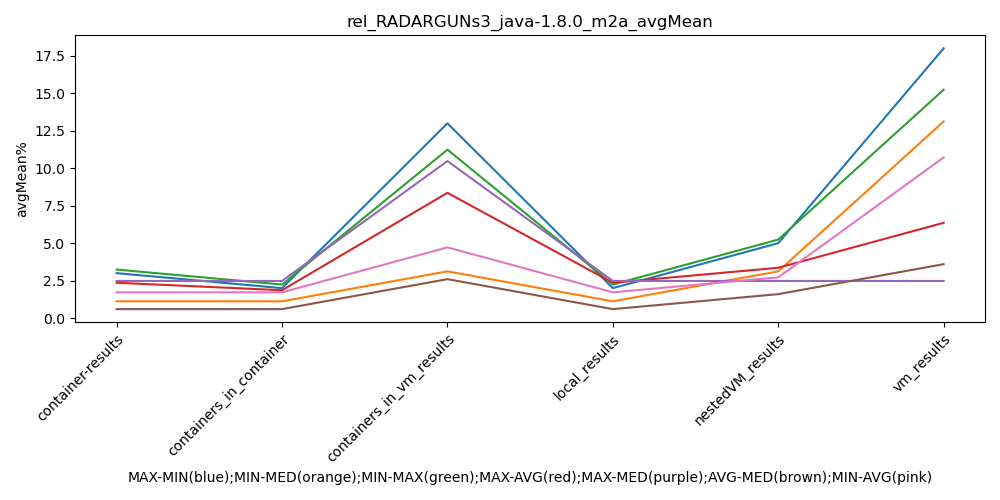 rel_RADARGUNs3_java-1.8.0_m2a_avgMean
avgMean%
17.5
15.0
12.5
10.0
7.5
5.0
2.5
0.0
container-results
containers_in_container
containers_in_vm_results
local_results
nestedVM_results
vm_results
MAX-MIN(blue);MIN-MED(orange);MIN-MAX(green);MAX-AVG(red);MAX-MED(purple);AVG-MED(brown);MIN-AVG(pink)